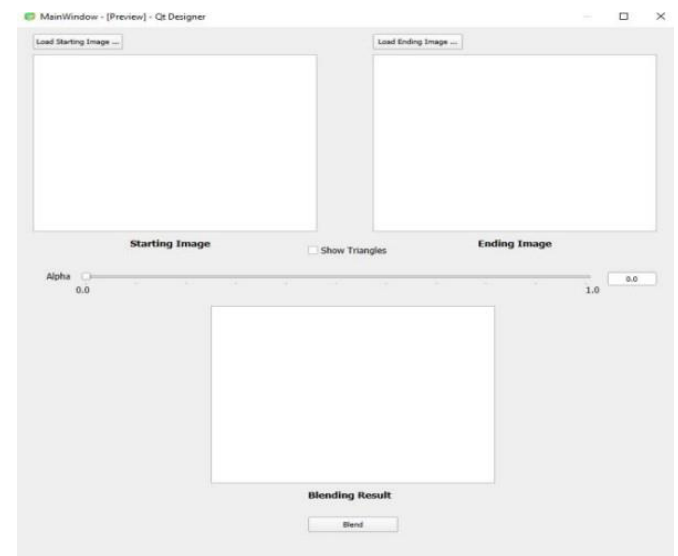 MainWindow - [Preview] - Qt Designer
Load Starting Image ...
Load Ending Image ...
Starting Image
Ending Image
Show Triangles
Alpha
0.0
0.0
1.0
Blending Result
Blend